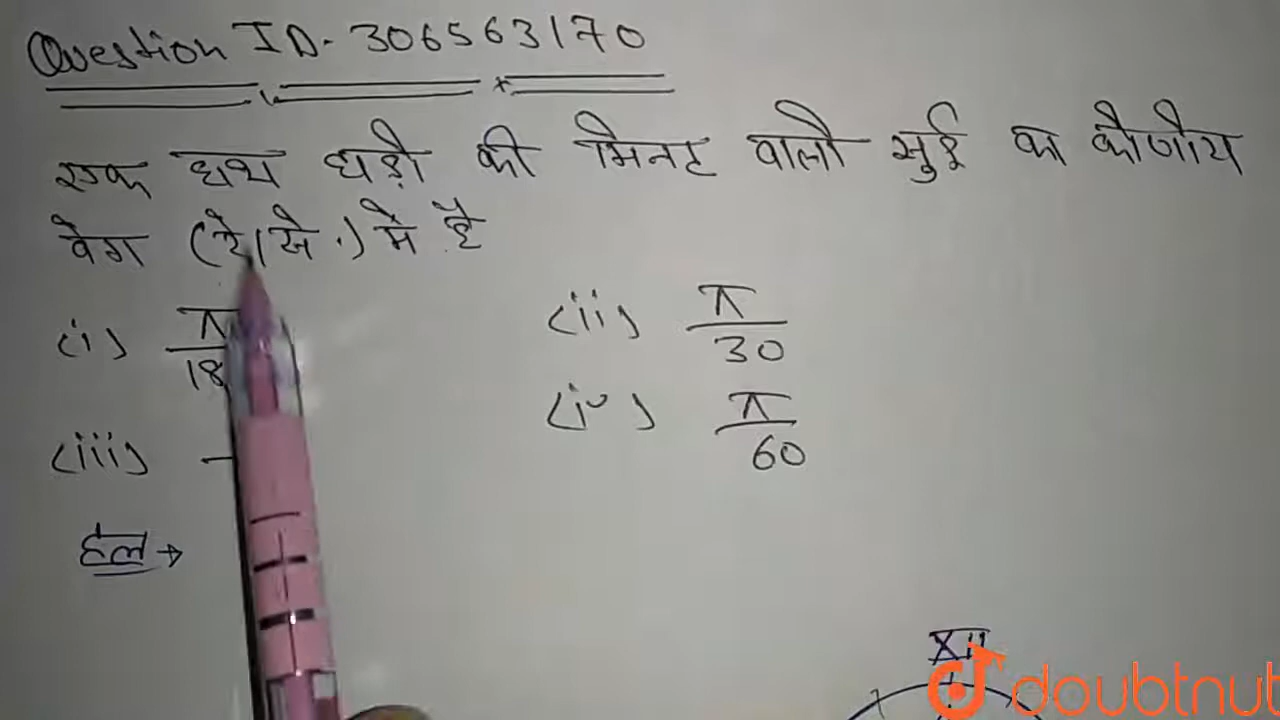 Question ID- 306563170
एक हाथ घड़ी की मिनट वाली सुई का कोणीय
वेग (रे/से.) में है
(i) π/18
(ii) π/30
(iii)
(iv) π/60
हल →
XII
doubtnut